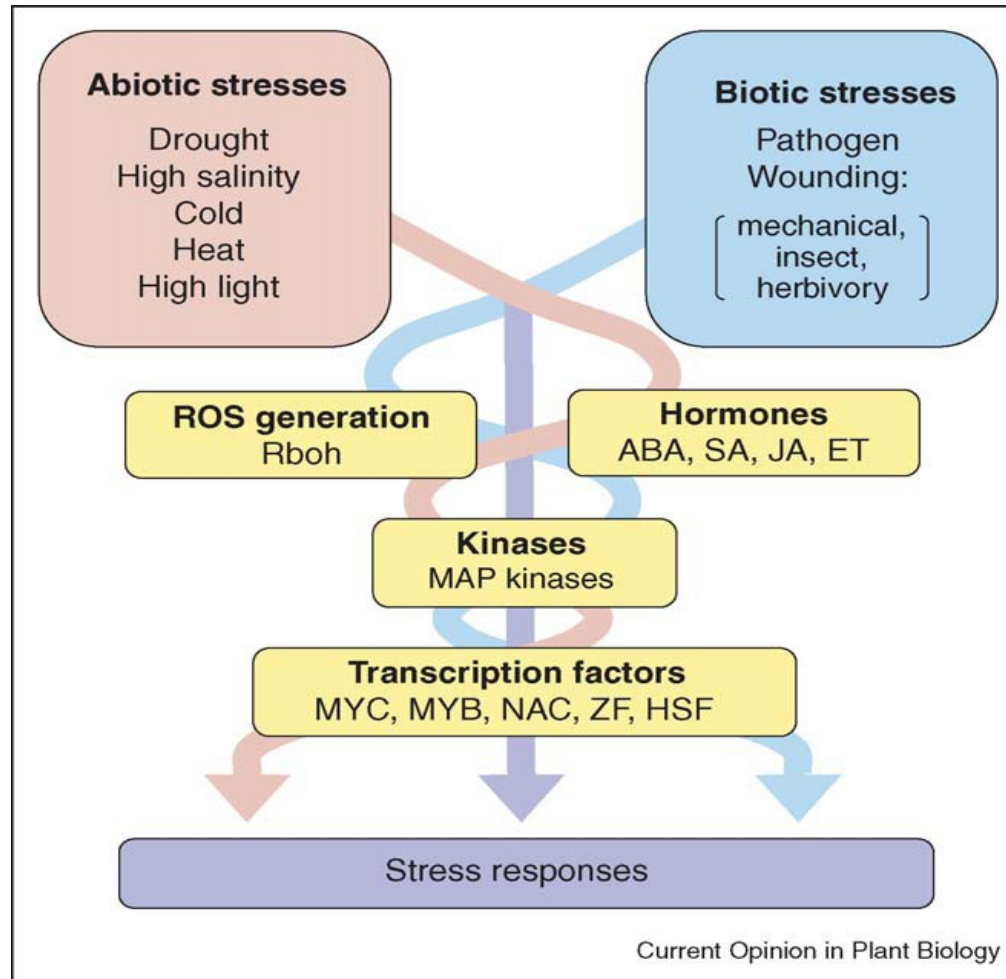 Abiotic stresses
Drought
High salinity
Cold
Heat
High light
Biotic stresses
Pathogen
Wounding:
mechanical,
insect,
herbivory
ROS generation
Rboh
Hormones
ABA, SA, JA, ET
Kinases
MAP kinases
Transcription factors
MYC, MYB, NAC, ZF, HSF
Stress responses
Current Opinion in Plant Biology